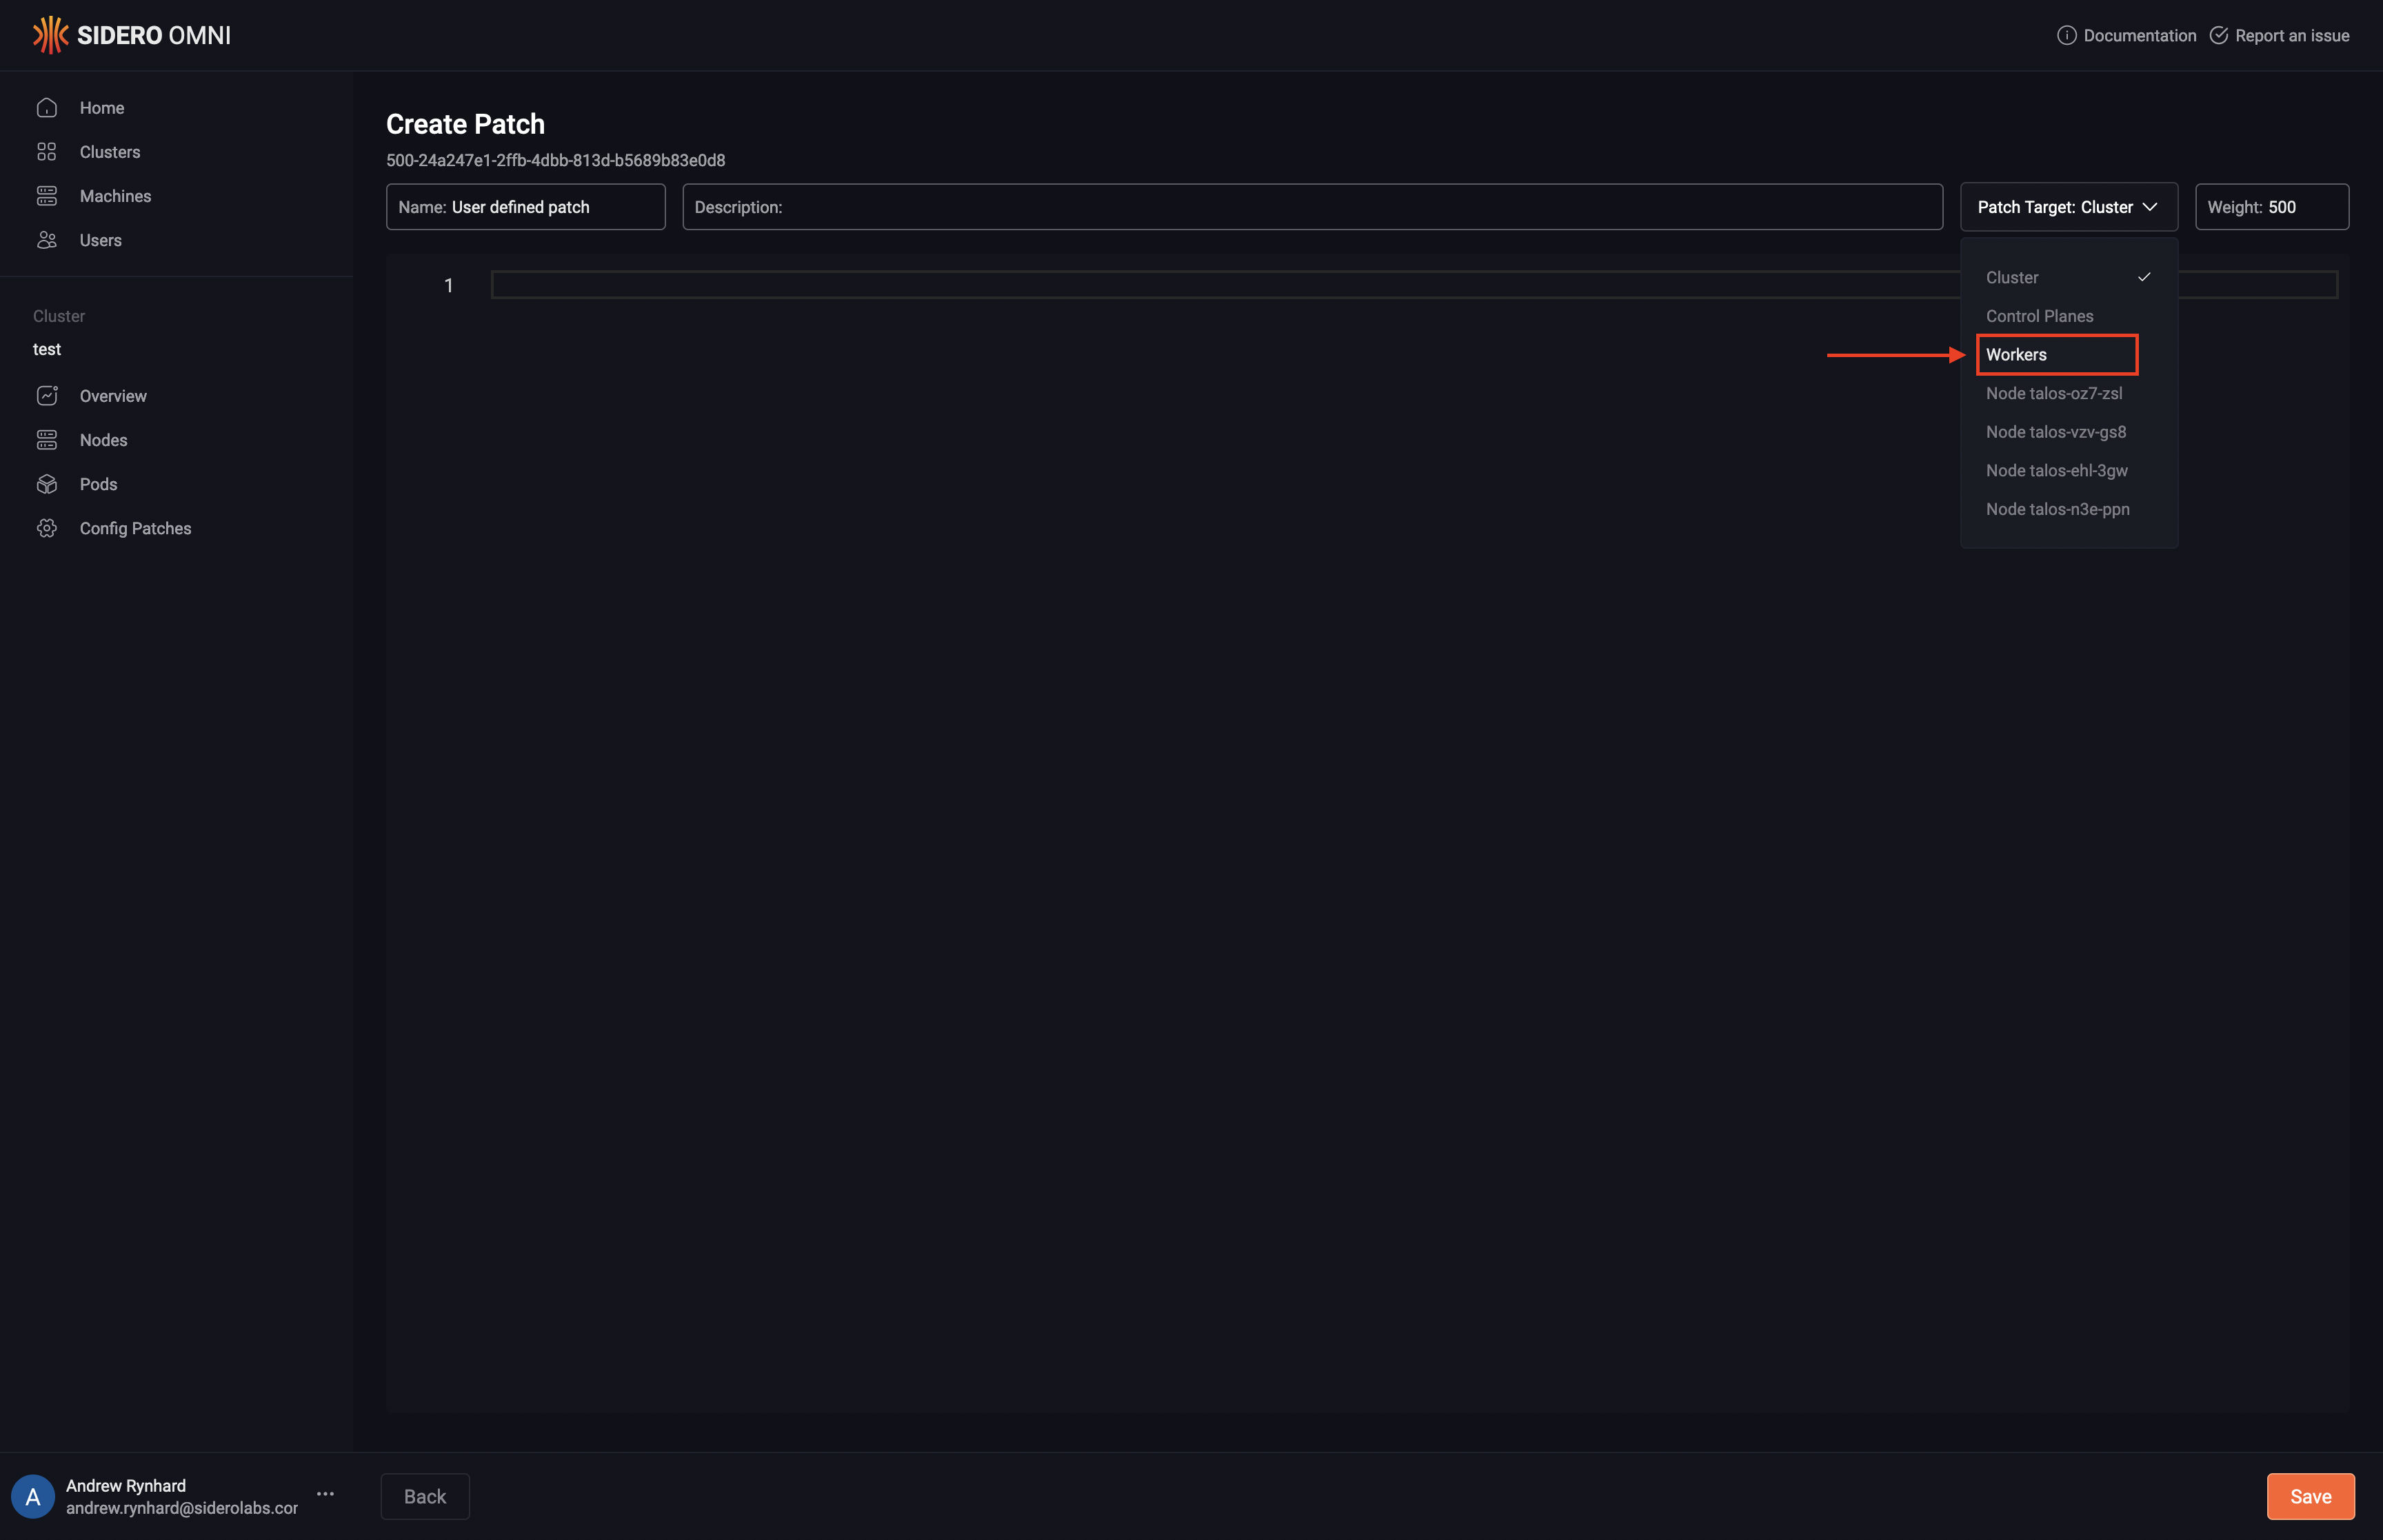 SIDERO OMNI
Documentation
Report an issue
Home
Clusters
Machines
Users
Cluster
test
Overview
Nodes
Pods
Config Patches
Create Patch
500-24a247e1-2ffb-4dbb-813d-b5689b83e0d8
Name: User defined patch
Description:
Patch Target: Cluster
Weight: 500
1
Cluster
Control Planes
Workers
Node talos-oz7-zsl
Node talos-vzv-gs8
Node talos-ehl-3gw
Node talos-n3e-ppn
A
Andrew Rynhard
andrew.rynhard@siderolabs.cor
Back
Save